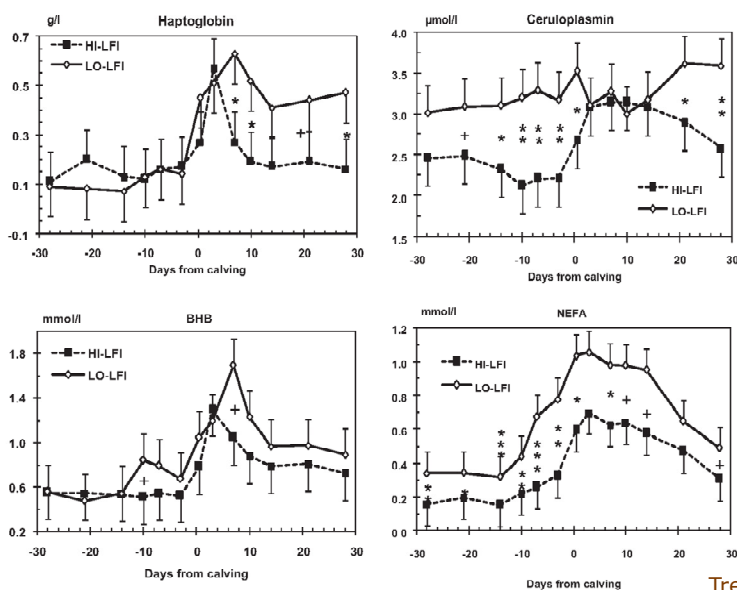 g/l Haptoglobin
0.7
0.5
0.3
0.1
-0.1
HI-LFI
LO-LFI
*
*
+
*
-30 -20 -10 0 10 20 30
Days from calving
µmol/l Ceruloplasmin
4.0
3.5
3.0
2.5
2.0
1.5
+ * ** ** ** * * **
HI-LFI
LO-LFI
-30 -20 -10 0 10 20 30
Days from calving
mmol/l BHB
1.8
1.4
1.0
0.6
0.2
HI-LFI
LO-LFI
+
+
-30 -20 -10 0 10 20 30
Days from calving
mmol/l NEFA
1.2
1.0
0.8
0.6
0.4
0.2
0.0
HI-LFI
LO-LFI
-30 -20 -10 0 10 20 30
Days from calving
Tre